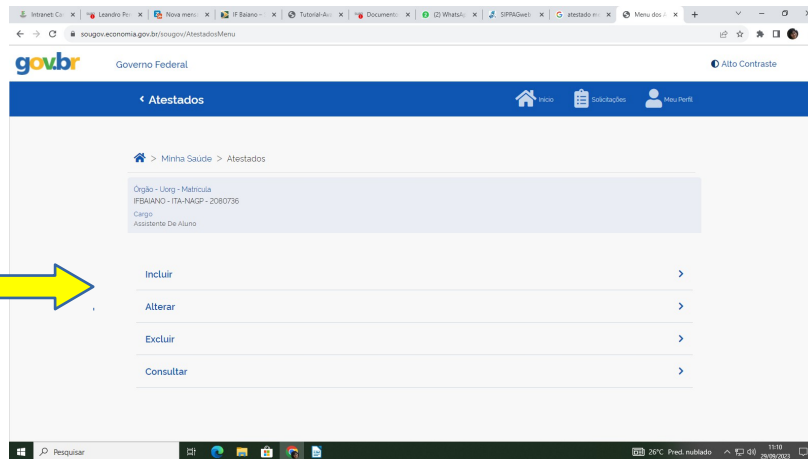 Intranet: Ca
Leandro Per
Nova mens
IF Baiano -
Tutorial-Av
Document
(2) WhatsAp
SIPPAGweb
atestado m
Menu dos A
sougov.economia.gov.br/sougov/AtestadosMenu
gov.br
Governo Federal
Alto Contraste
Atestados
Início
Solicitações
Meu Perfil
> Minha Saúde > Atestados
Órgão - Uorg - Matrícula
IFBAIANO - ITA-NAGP - 2080736
Cargo
Assistente De Aluno
Incluir
Alterar
Excluir
Consultar
Pesquisar
26°C Pred. nublado
11:10
29/09/2023